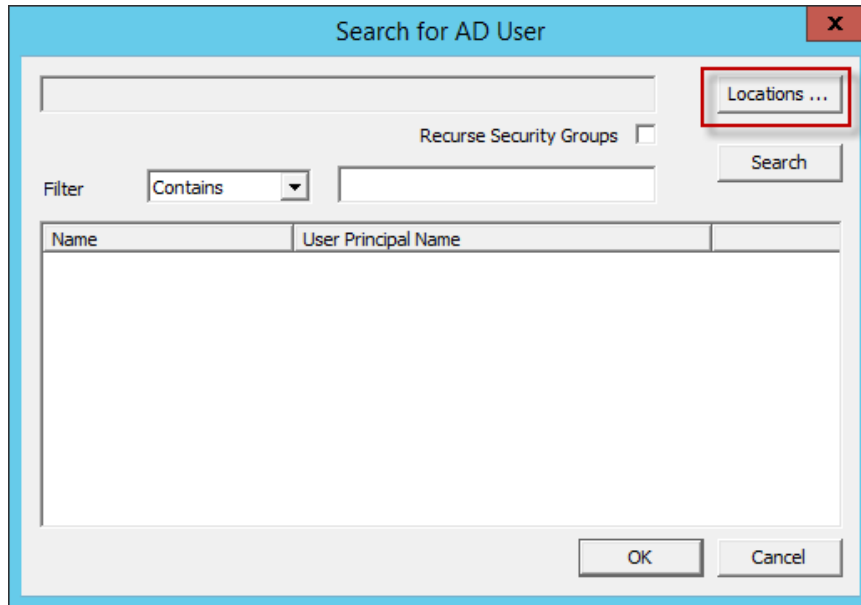 Search for AD User
x
Locations ...
Recurse Security Groups
Search
Filter Contains
Name User Principal Name
OK Cancel